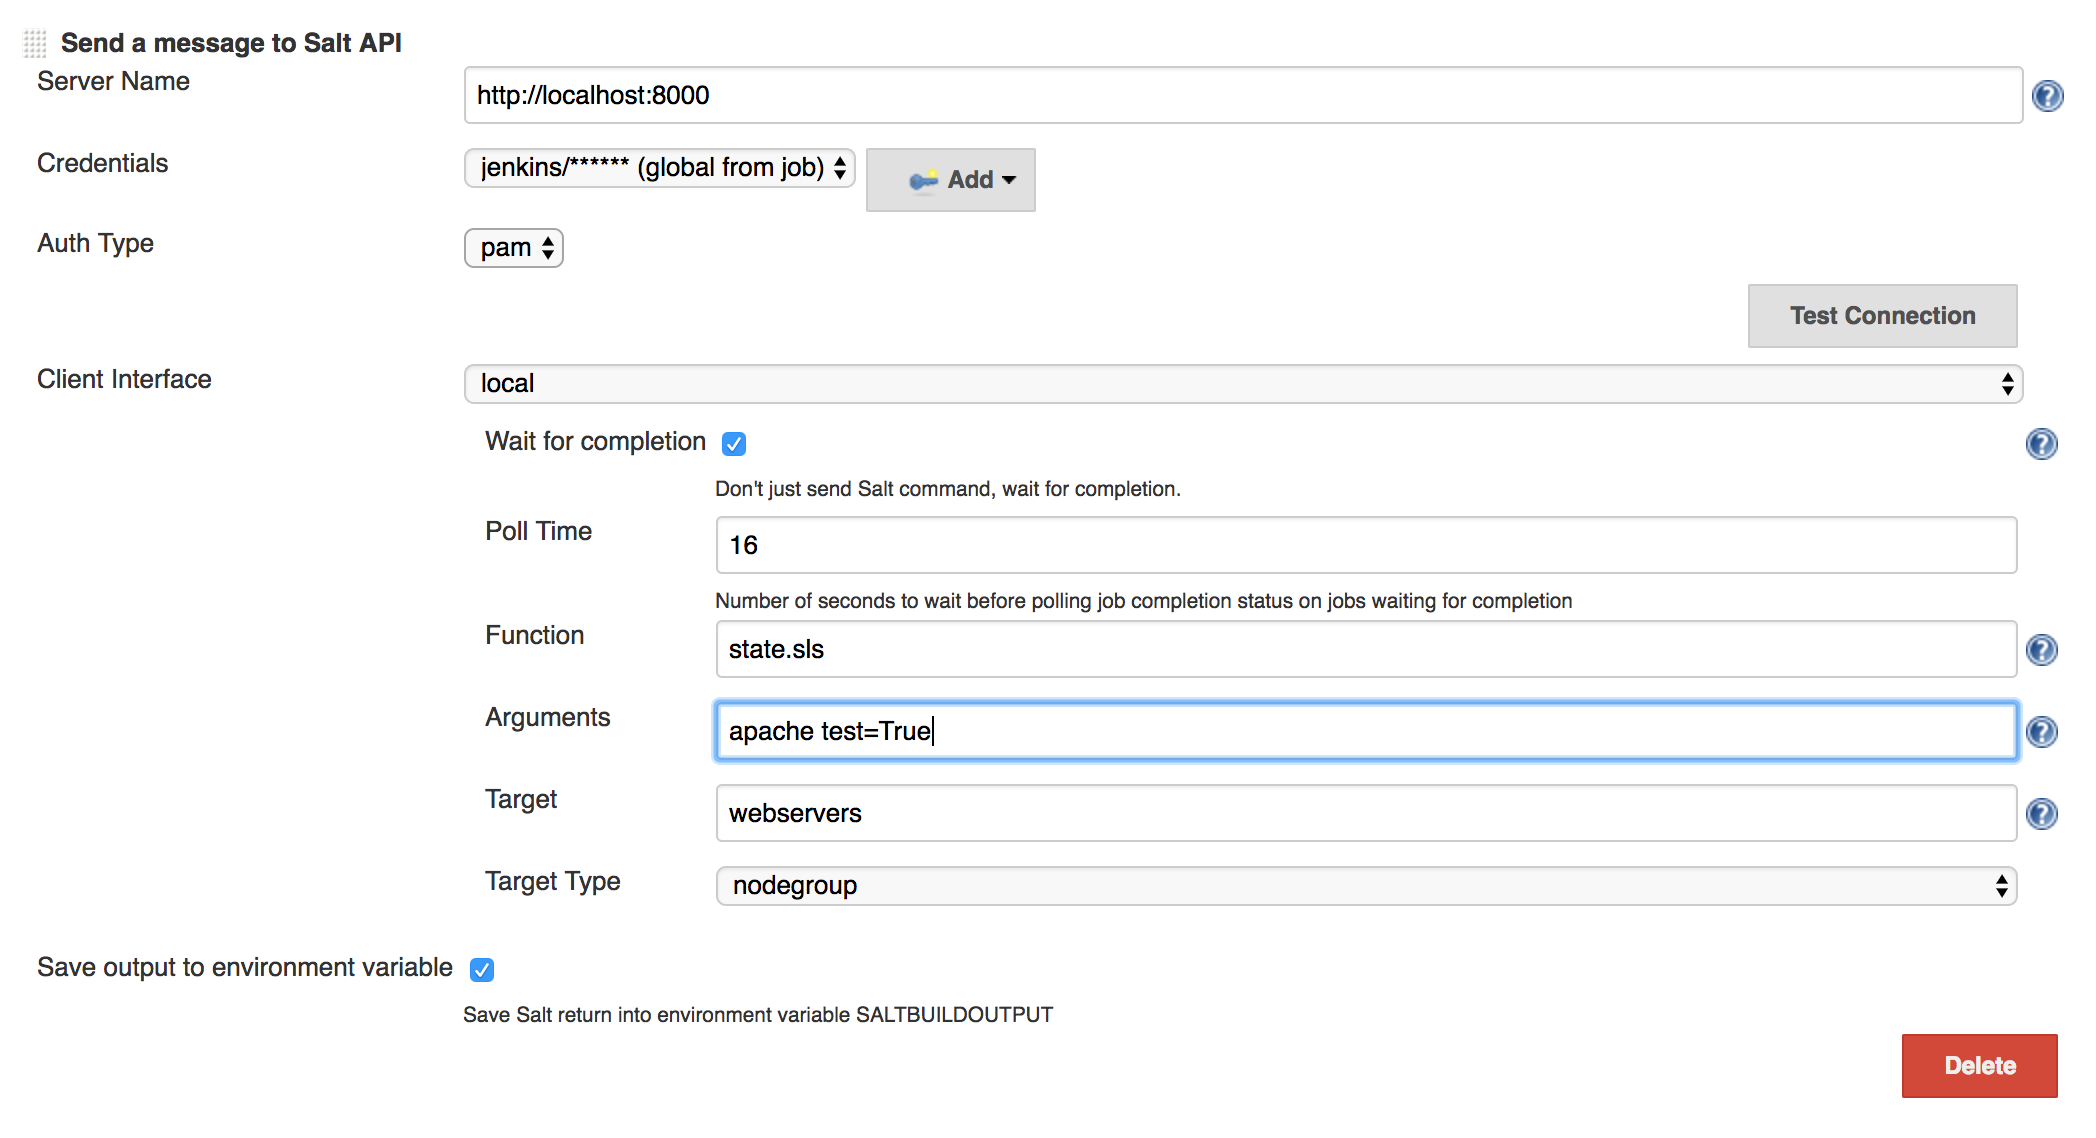 Send a message to Salt API
Server Name
http://localhost:8000
Credentials
jenkins/****** (global from job)
Add
Auth Type
pam
Test Connection
Client Interface
local
Wait for completion
Don't just send Salt command, wait for completion.
Poll Time
16
Number of seconds to wait before polling job completion status on jobs waiting for completion
Function
state.sls
Arguments
apache test=True
Target
webservers
Target Type
nodegroup
Save output to environment variable
Save Salt return into environment variable SALTBUILDOUTPUT
Delete